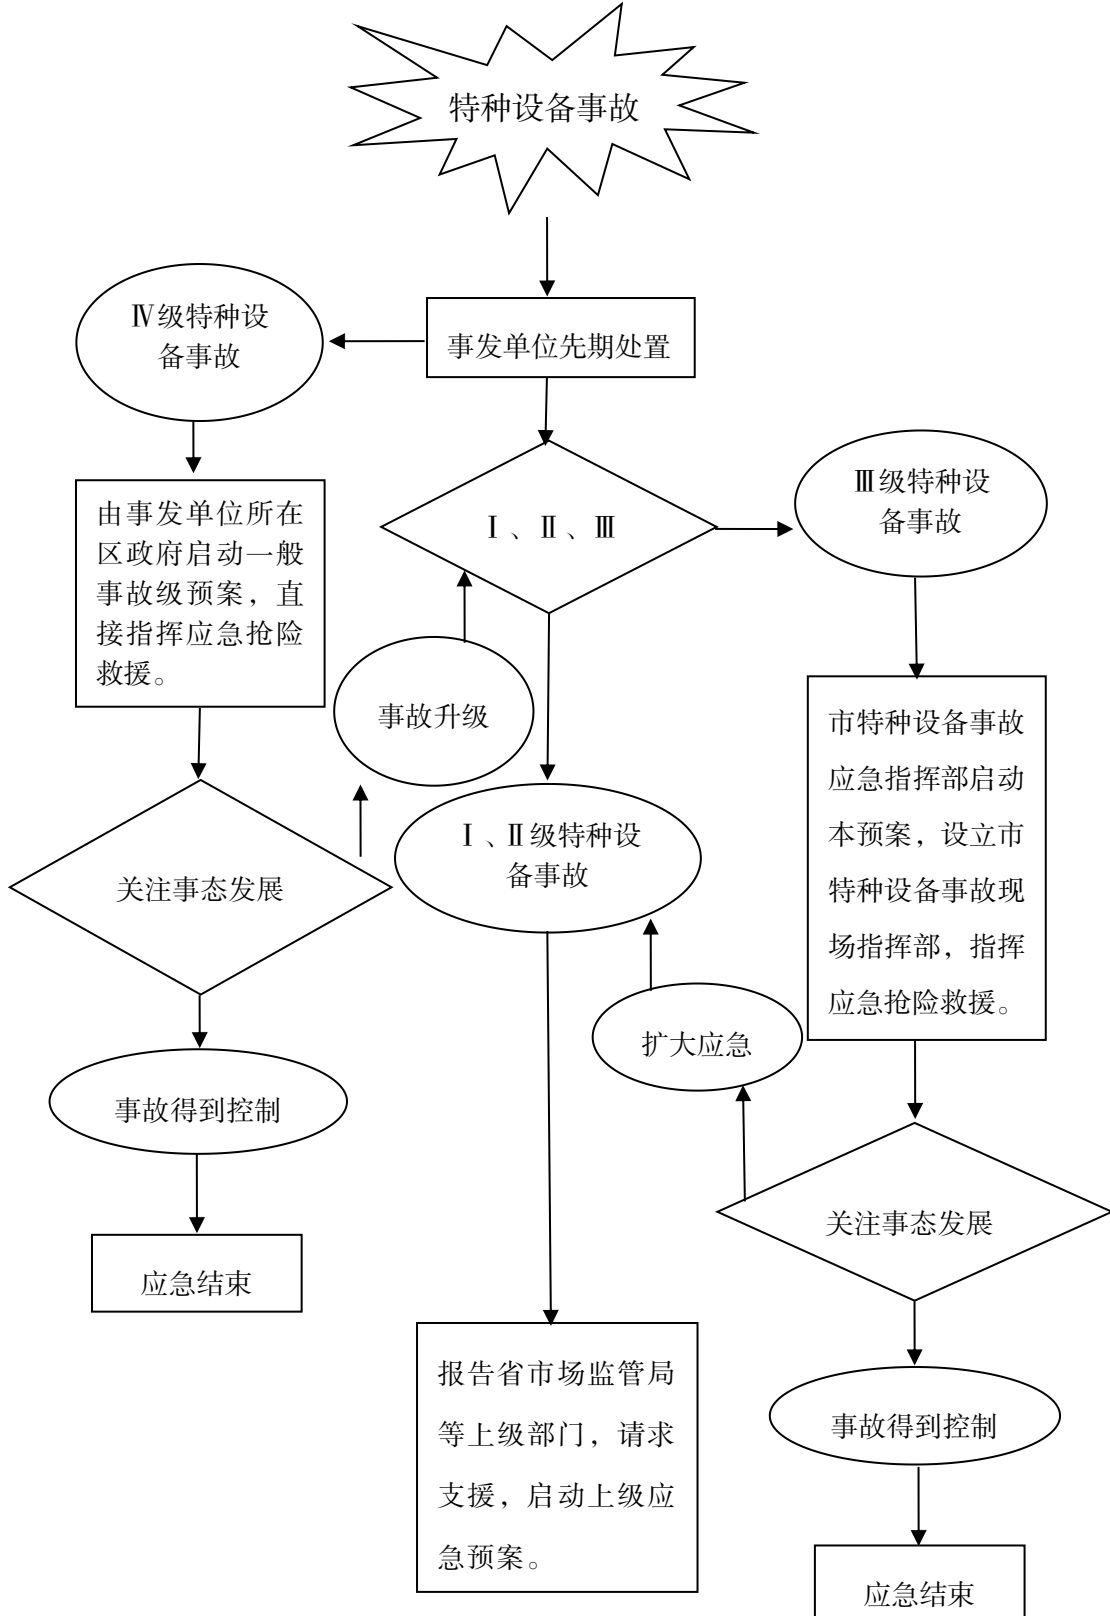 特种设备事故
Ⅳ级特种设
备事故
事发单位先期处置
Ⅰ、Ⅱ、Ⅲ
Ⅲ级特种设
备事故
由事发单位所在
区政府启动一般
事故级预案，直
接指挥应急抢险
救援。
事故升级
市特种设备事故
应急指挥部启动
本预案，设立市
特种设备事故现
场指挥部，指挥
应急抢险救援。
关注事态发展
Ⅰ、Ⅱ级特种设
备事故
扩大应急
事故得到控制
关注事态发展
应急结束
报告省市场监管局
等上级部门，请求
支援，启动上级应
急预案。
事故得到控制
应急结束